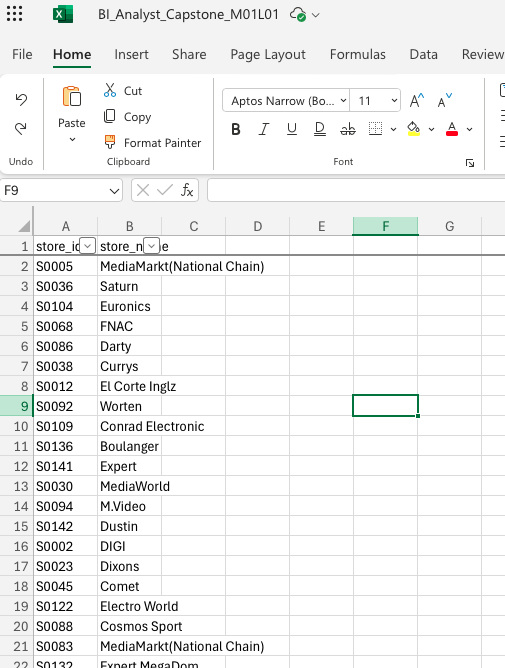 BI_Analyst_Capstone_M01L01
File Home Insert Share Page Layout Formulas Data Review
Paste
Cut
Copy
Format Painter
Aptos Narrow (Bo... 11 A A
B I U D ab A
Undo Clipboard Font
F9 fx
A B C D E F G
1 store_id store_n e
2 S0005 MediaMarkt(National Chain)
3 S0036 Saturn
4 S0104 Euronics
5 S0068 FNAC
6 S0086 Darty
7 S0038 Currys
8 S0012 El Corte Inglz
9 S0092 Worten
10 S0109 Conrad Electronic
11 S0136 Boulanger
12 S0141 Expert
13 S0030 MediaWorld
14 S0094 M.Video
15 S0142 Dustin
16 S0002 DIGI
17 S0023 Dixons
18 S0045 Comet
19 S0122 Electro World
20 S0088 Cosmos Sport
21 S0083 MediaMarkt(National Chain)
22 S0132 Expert MegaDom